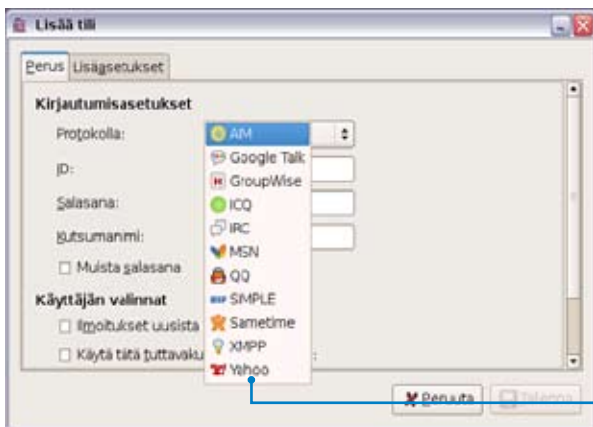 Lisää tili
Perus Lisäasetukset
Kirjautumisasetukset
Protokolla: AIM
Google Talk
ID:
GroupWise
Salasana: ICQ
IRC
Kutsumanmi:
MSN
Muista salasana QQ
Käyttäjän valinnat SIMPLE
Ilmoitukset uusista Sametime
XMPP
Käytä tätä tuttavaku :
Yahoo
Peruuta Tallenna